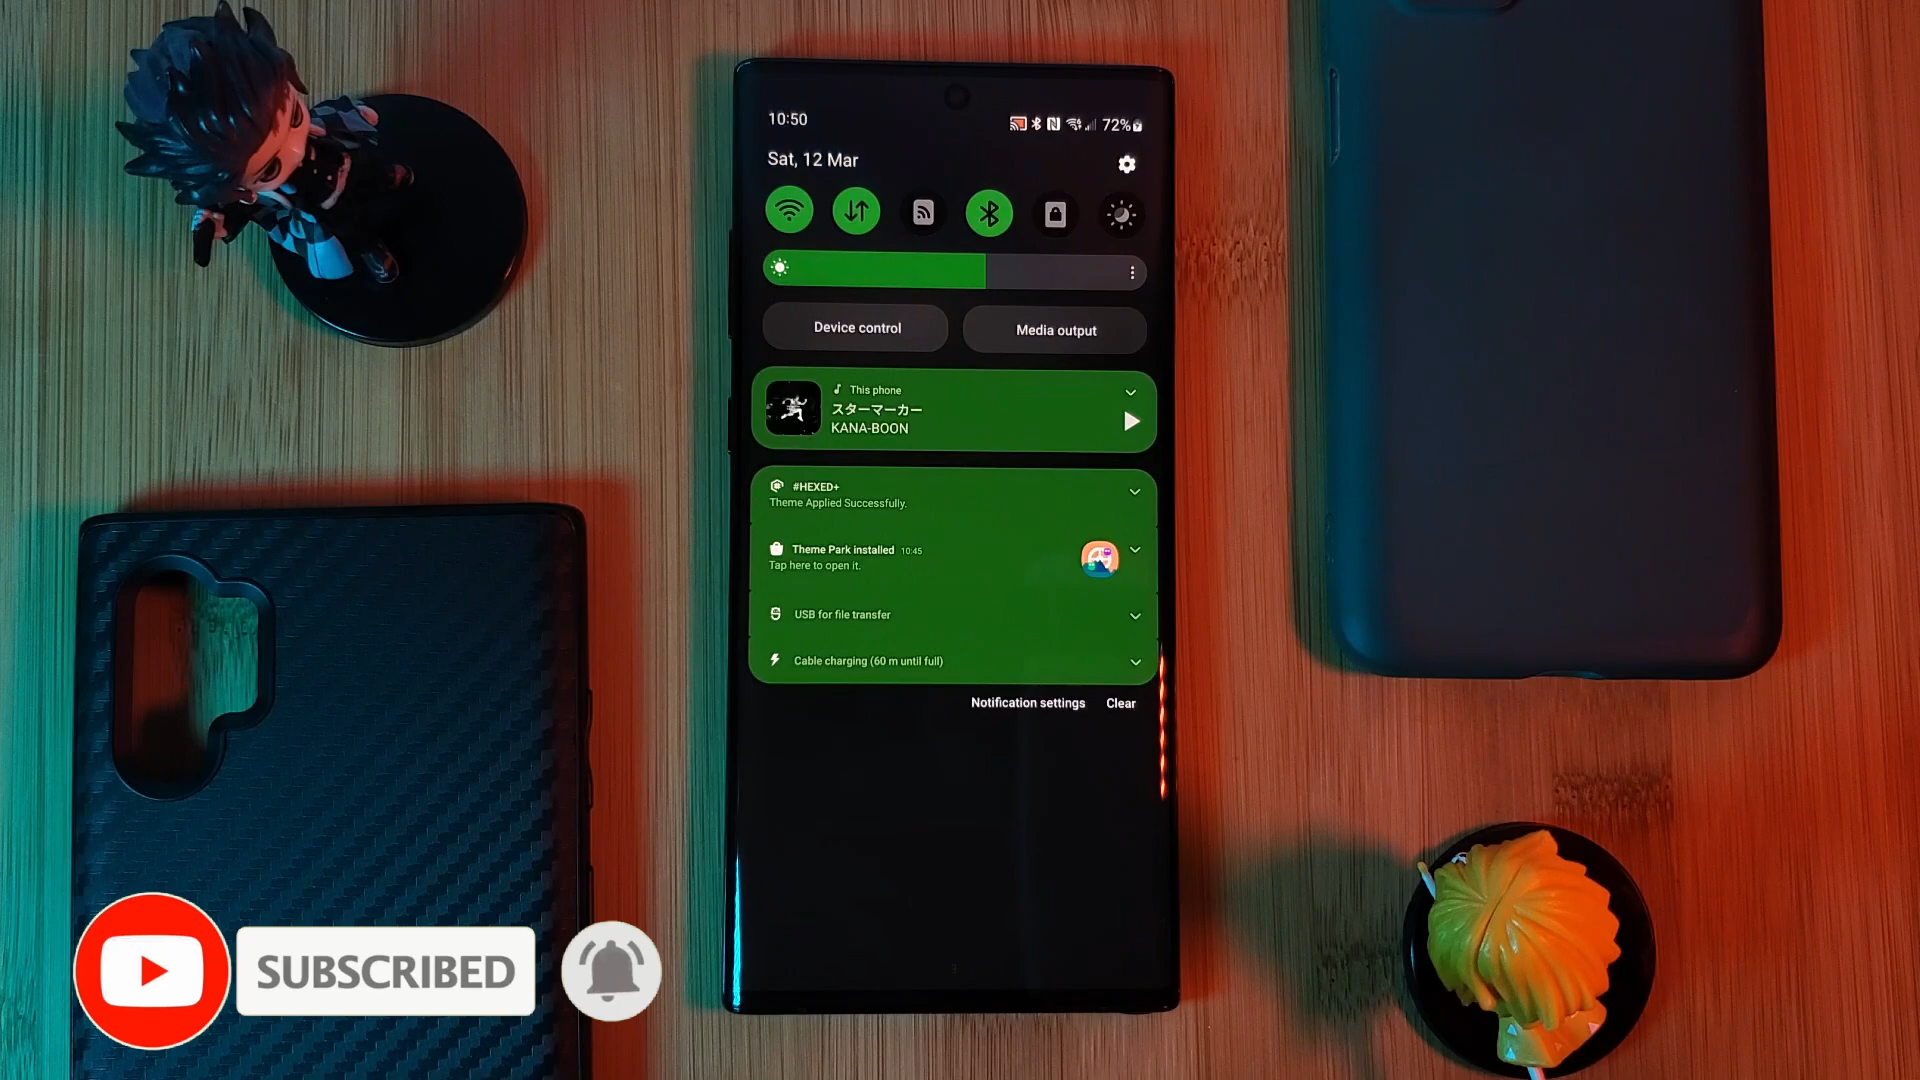 10:50
72%
Sat, 12 Mar
Device control
Media output
This phone
スターマーカー
KANA-BOON
#HEXED+
Theme Applied Successfully.
Theme Park installed 10:45
Tap here to open it.
USB for file transfer
Cable charging (60 m until full)
Notification settings
Clear
SUBSCRIBED